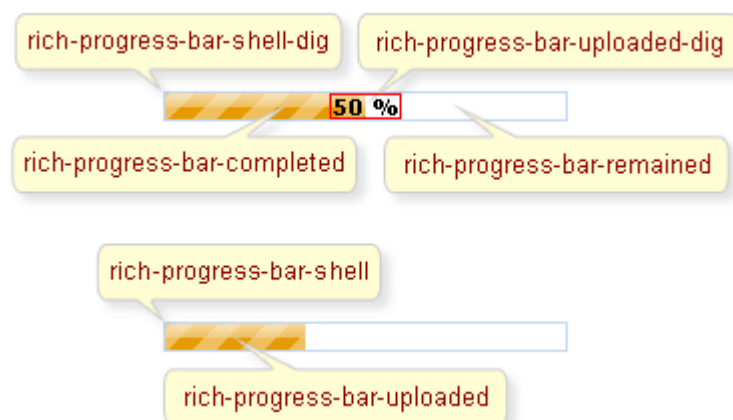 rich-progress-bar-shell-dig
rich-progress-bar-uploaded-dig
50 %
rich-progress-bar-completed
rich-progress-bar-remained
rich-progress-bar-shell
rich-progress-bar-uploaded